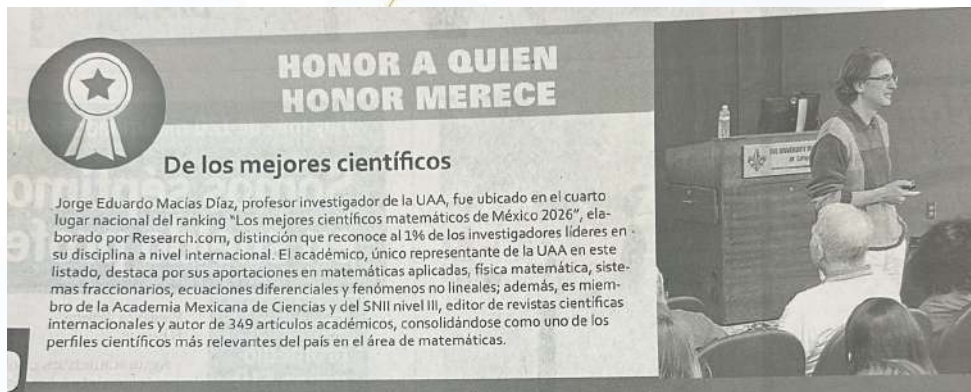 HONOR A QUIEN
HONOR MERECE
De los mejores científicos
Jorge Eduardo Macías Díaz, profesor investigador de la UAA, fue ubicado en el cuarto
lugar nacional del ranking "Los mejores científicos matemáticos de México 2026", ela-
borado por Research.com, distinción que reconoce al 1% de los investigadores líderes en
su disciplina a nivel internacional. El académico, único representante de la UAA en este
listado, destaca por sus aportaciones en matemáticas aplicadas, física matemática, siste-
mas fraccionarios, ecuaciones diferenciales y fenómenos no lineales; además, es miem-
bro de la Academia Mexicana de Ciencias y del SNII nivel III, editor de revistas científicas
internacionales y autor de 349 artículos académicos, consolidándose como uno de los
perfiles científicos más relevantes del país en el área de matemáticas.
THE UNIVERSITY